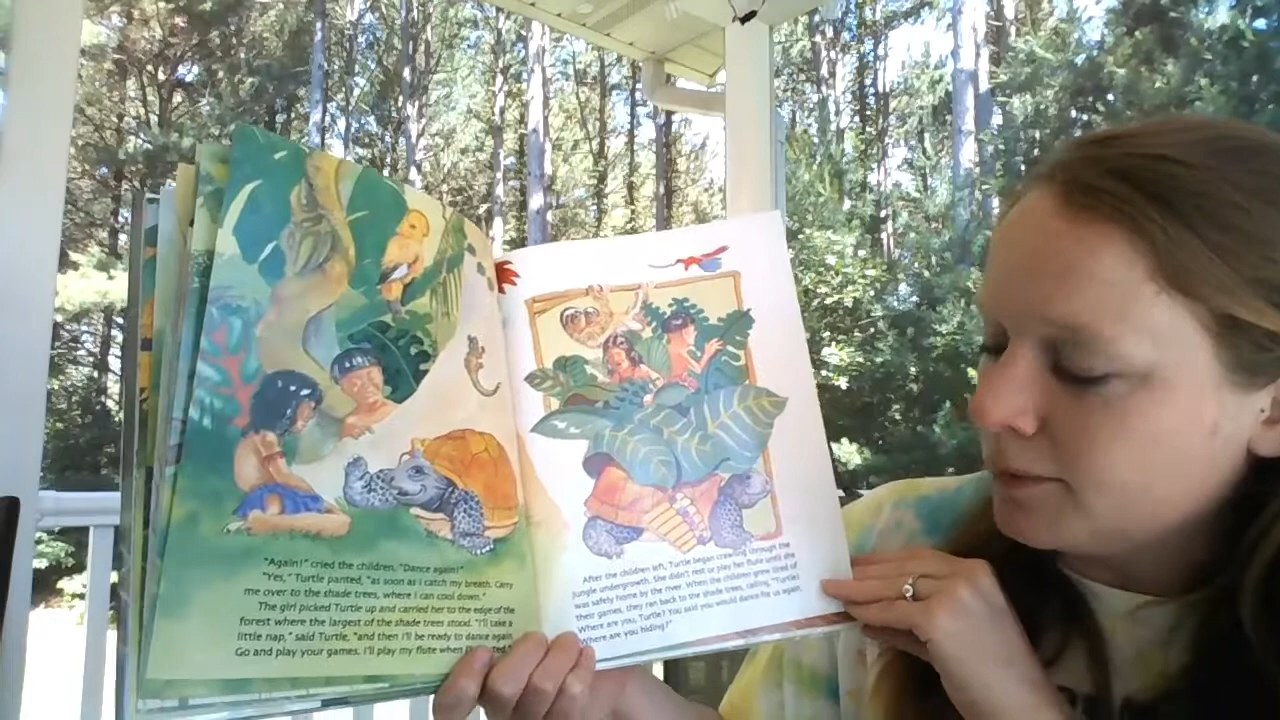 "Again!" cried the children, "Dance again!"
"Yes," Turtle panted, "as soon as I catch my breath. Carry
me over to the shade trees, where I can cool down."
The girl picked Turtle up and carried her to the edge of the
forest where the largest of the shade trees stood. "I'll take a
little nap," said Turtle, "and then I'll be ready to dance again.
Go and play your games. I'll play my flute when
After the children left, Turtle began crawling through the
jungle undergrowth. She didn't rest or play her flute until she
was safely home by the river. When the children grew tired of
their games, they ran back to the shade trees, calling, "Turtle!
Where are you, Turtle? You said you would dance for us again.
Where are you hiding?"